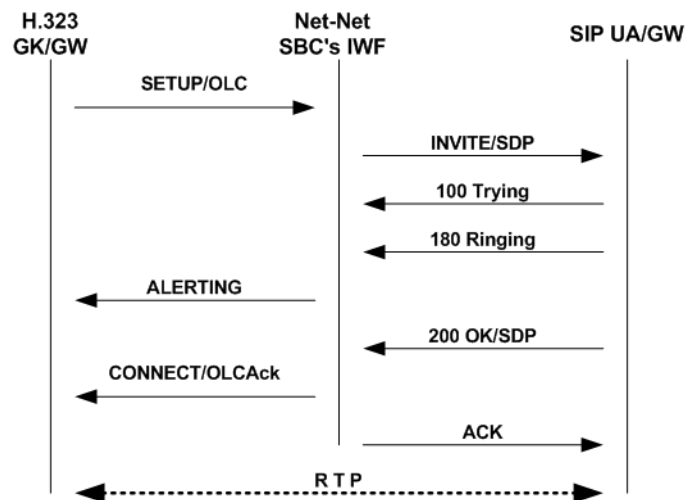 H.323
GK/GW
Net-Net
SBC's IWF
SIP UA/GW
SETUP/OLC
INVITE/SDP
100 Trying
180 Ringing
ALERTING
200 OK/SDP
CONNECT/OLCAck
ACK
R T P